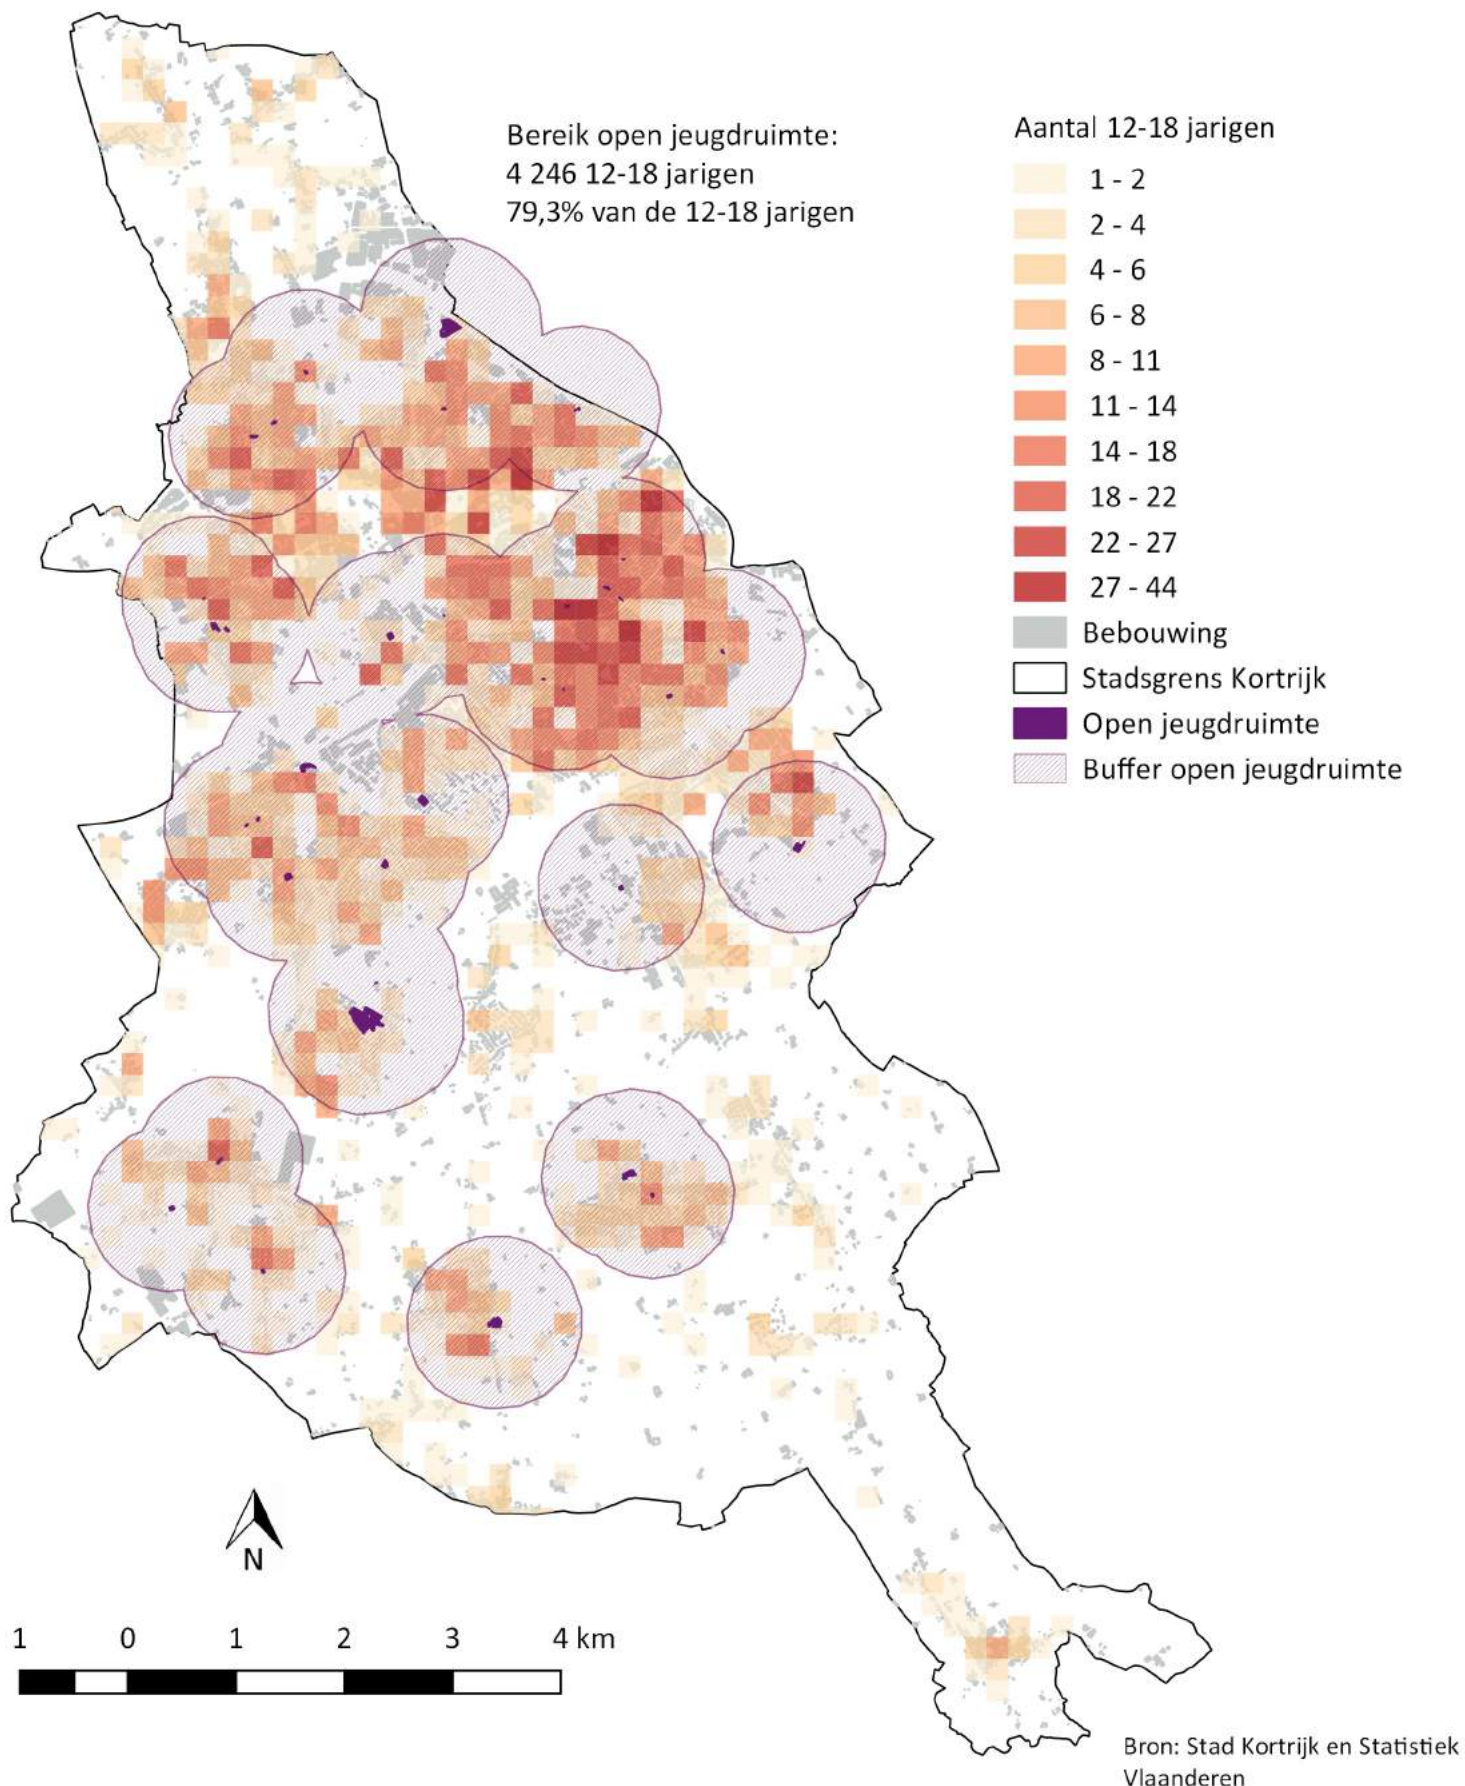 Bereik open jeugdruimte:
4 246 12-18 jarigen
79,3% van de 12-18 jarigen
Aantal 12-18 jarigen
1 - 2
2 - 4
4 - 6
6 - 8
8 - 11
11 - 14
14 - 18
18 - 22
22 - 27
27 - 44
Bebouwing
Stadsgrens Kortrijk
Open jeugdruimte
Buffer open jeugdruimte
N
1 0 1 2 3 4 km
Bron: Stad Kortrijk en Statistiek
Vlaanderen